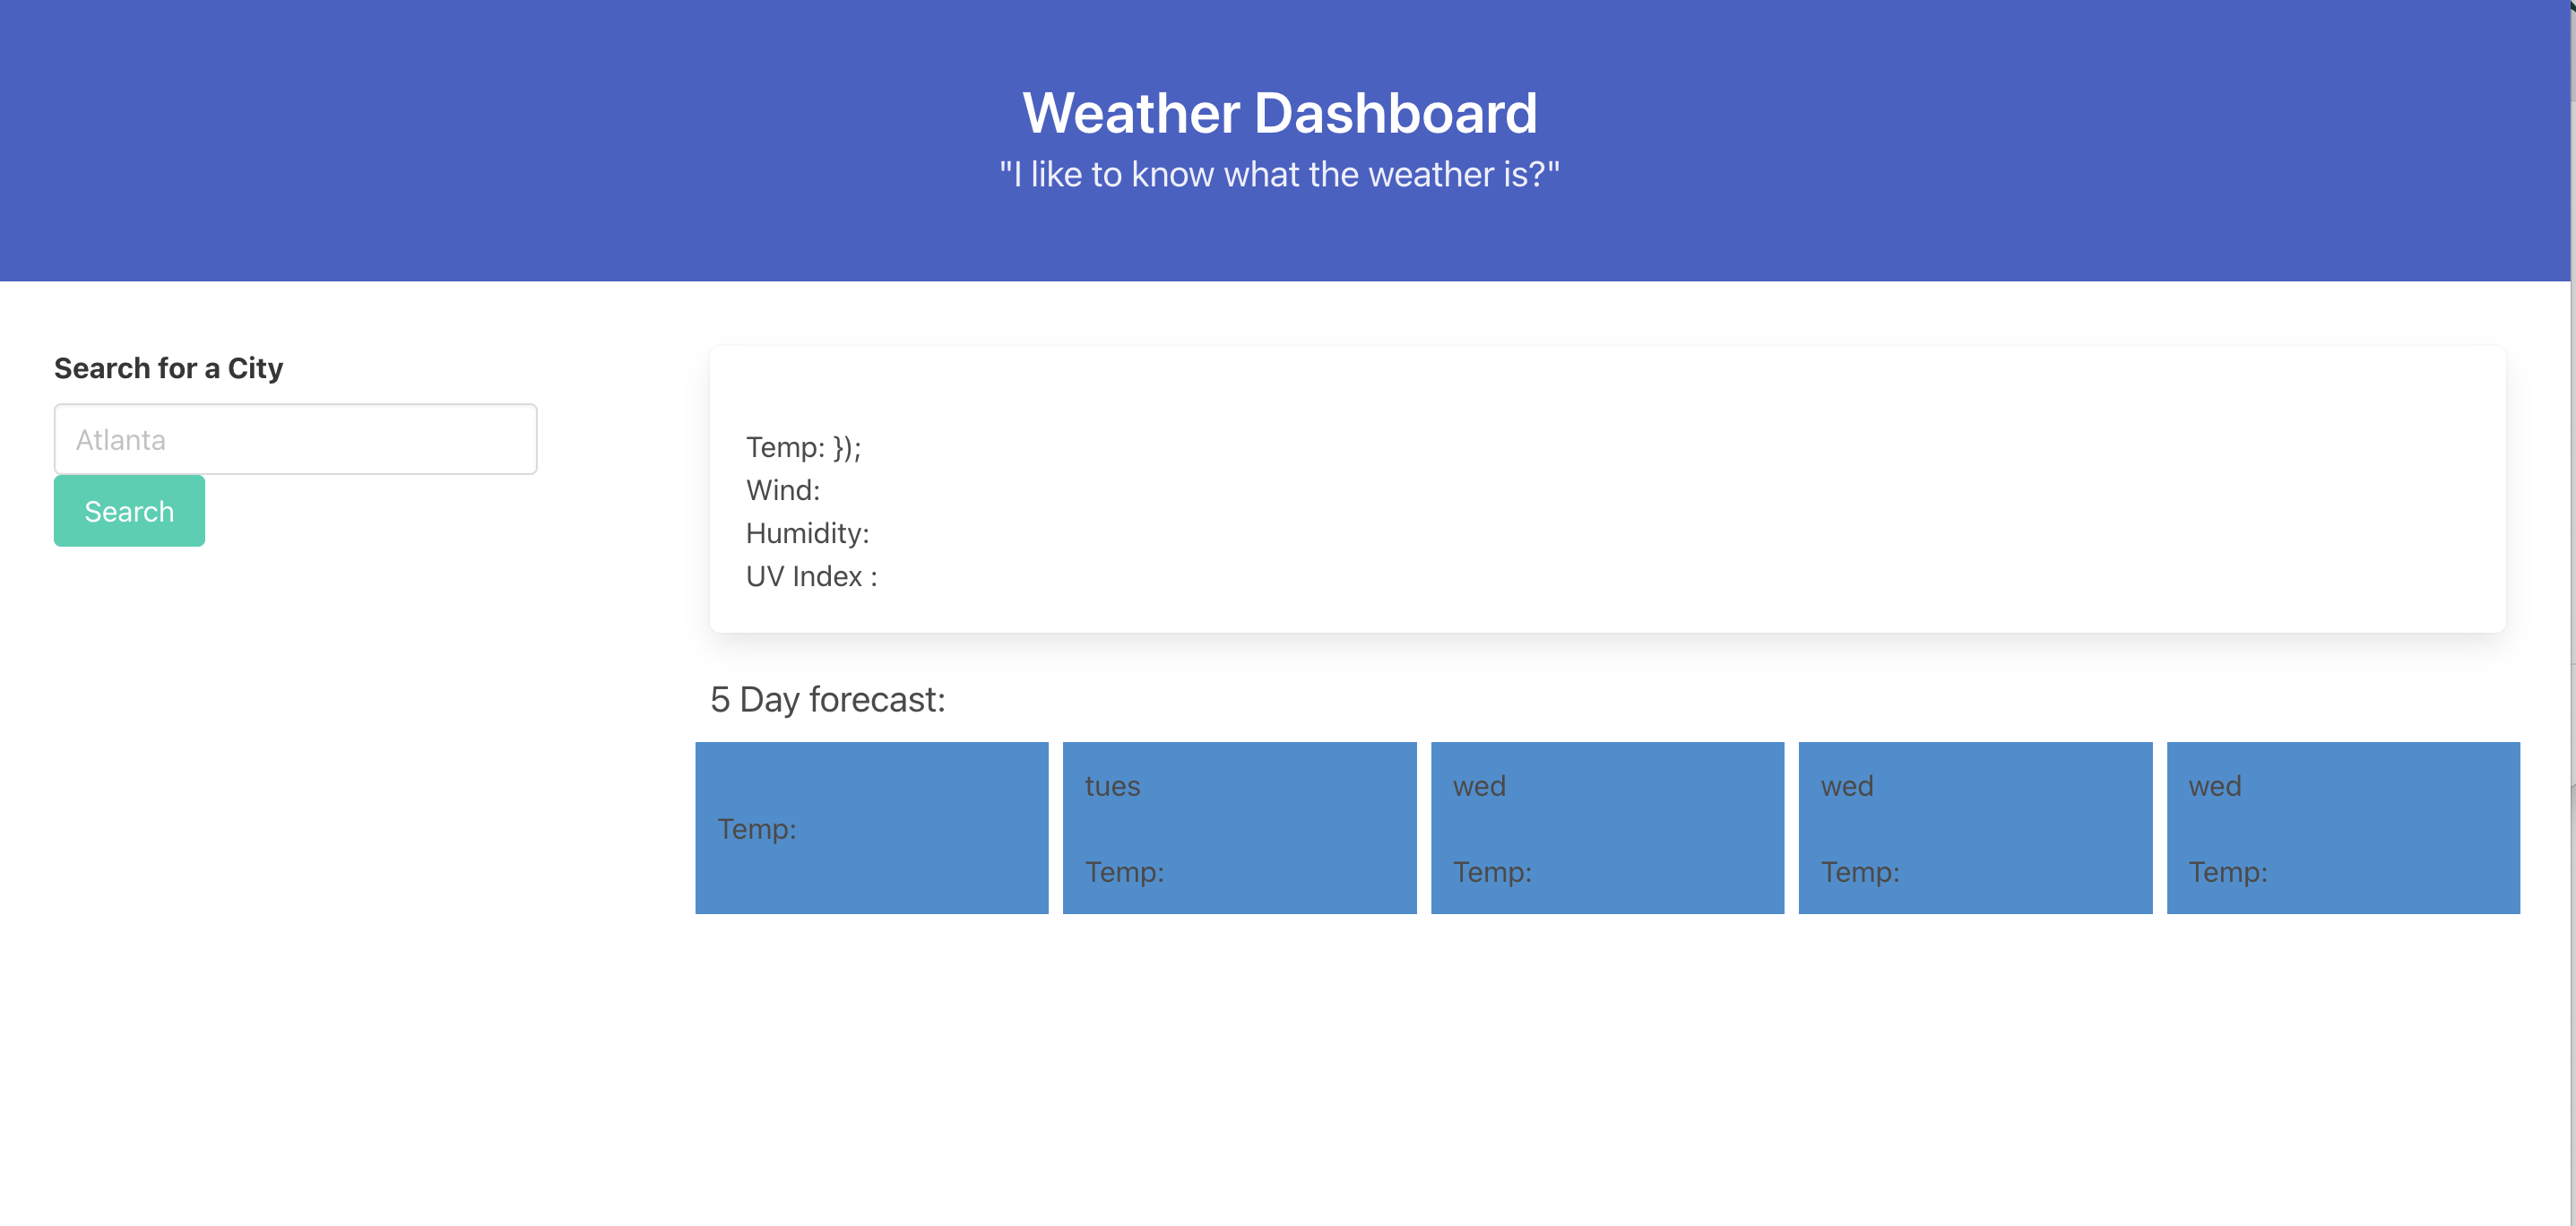 Weather Dashboard
"I like to know what the weather is?"
Search for a City
Atlanta
Search
Temp: });
Wind:
Humidity:
UV Index :
5 Day forecast:
Temp:
tues
Temp:
wed
Temp:
wed
Temp:
wed
Temp: